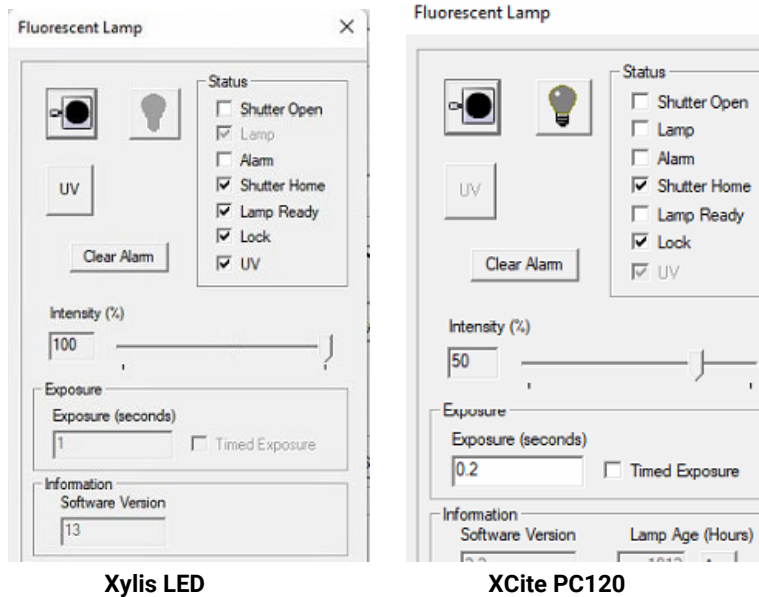 Fluorescent Lamp
Status
Shutter Open
Lamp
Alarm
Shutter Home
Lamp Ready
Lock
UV
UV
Clear Alarm
Intensity (%)
100
Exposure
Exposure (seconds)
1
Timed Exposure
Information
Software Version
13
Xylis LED
Fluorescent Lamp
Status
Shutter Open
Lamp
Alarm
Shutter Home
Lamp Ready
Lock
UV
UV
Clear Alarm
Intensity (%)
50
Exposure
Exposure (seconds)
0.2
Timed Exposure
Information
Software Version
Lamp Age (Hours)
XCite PC120